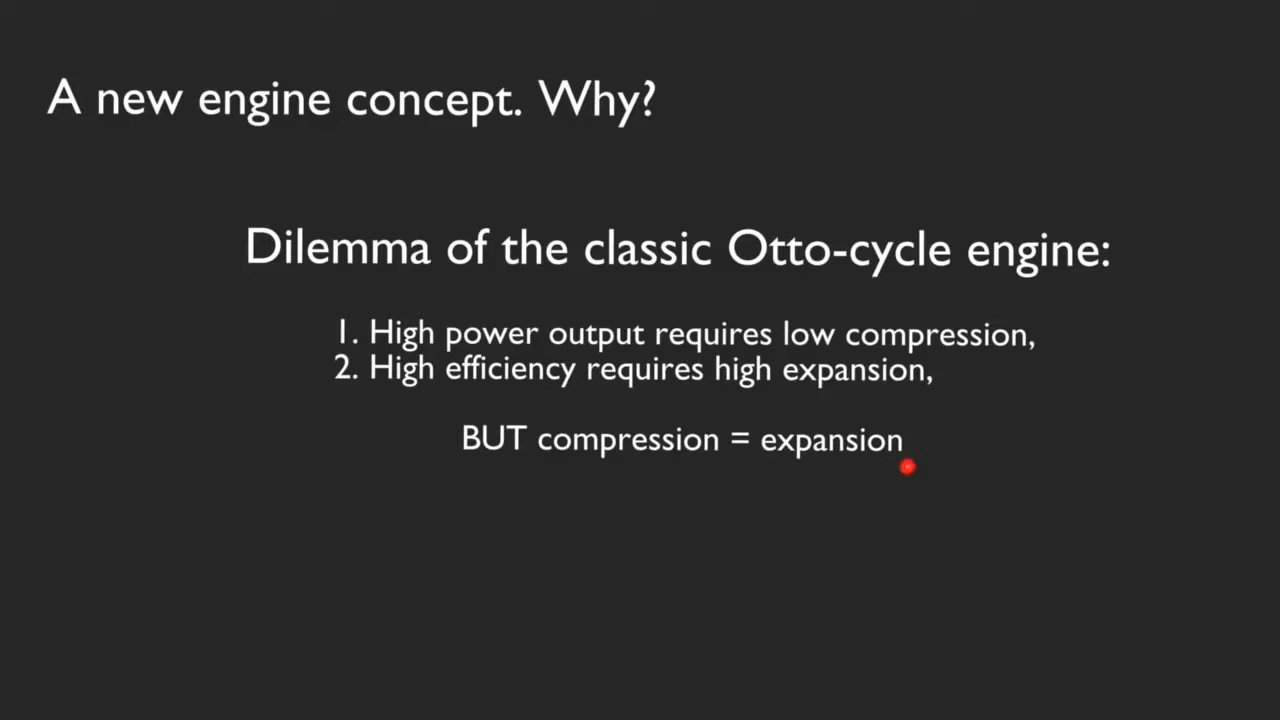 A new engine concept. Why?
Dilemma of the classic Otto-cycle engine:
1. High power output requires low compression,
2. High efficiency requires high expansion,
BUT compression = expansion